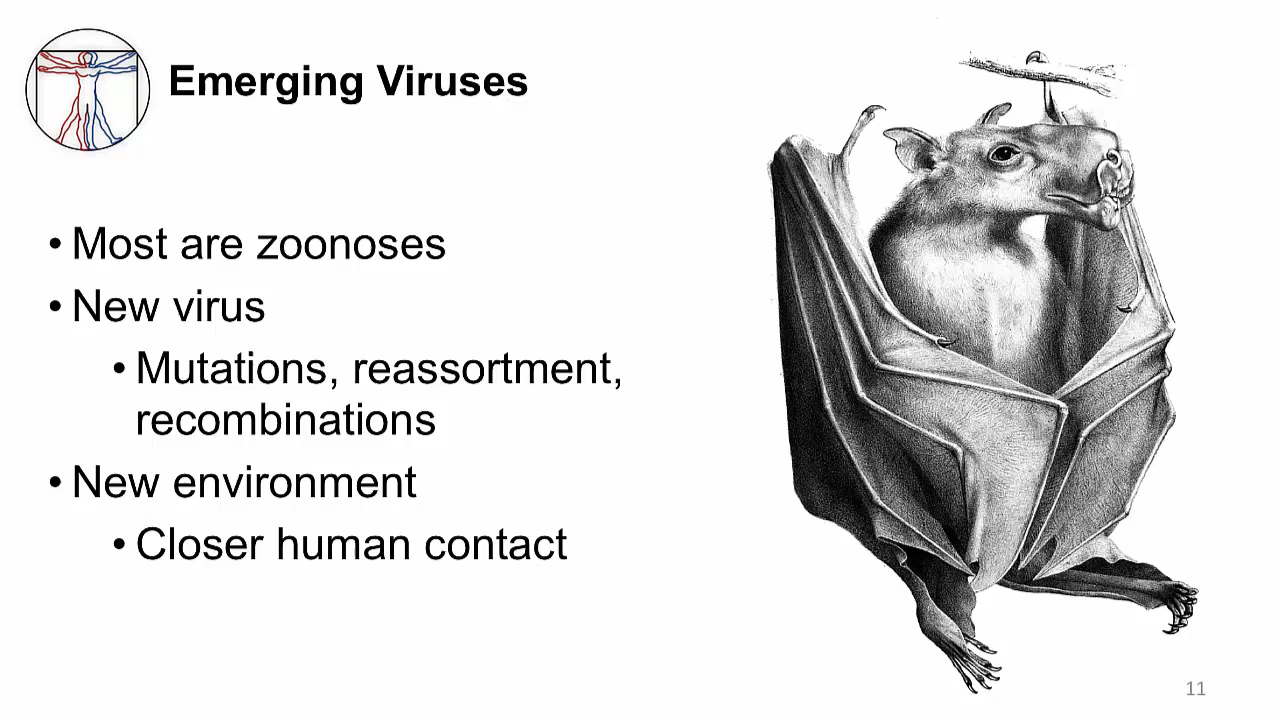 Emerging Viruses
• Most are zoonoses
• New virus
• Mutations, reassortment,
recombinations
• New environment
• Closer human contact
11